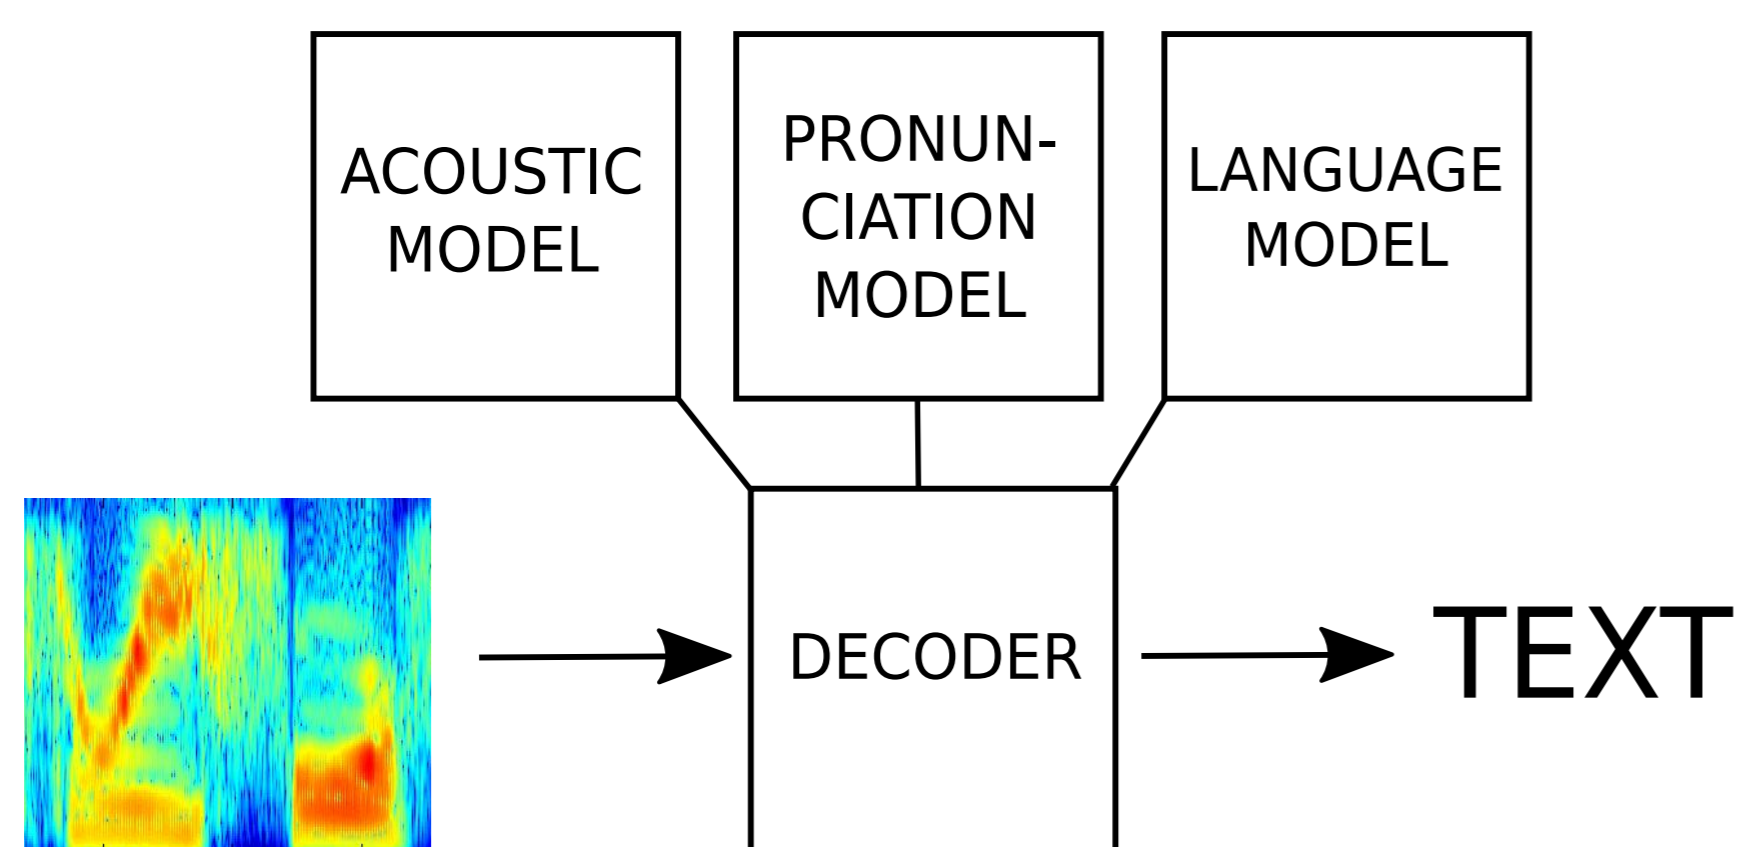 ACOUSTIC
MODEL
PRONUN-
CIATION
MODEL
LANGUAGE
MODEL
DECODER
TEXT